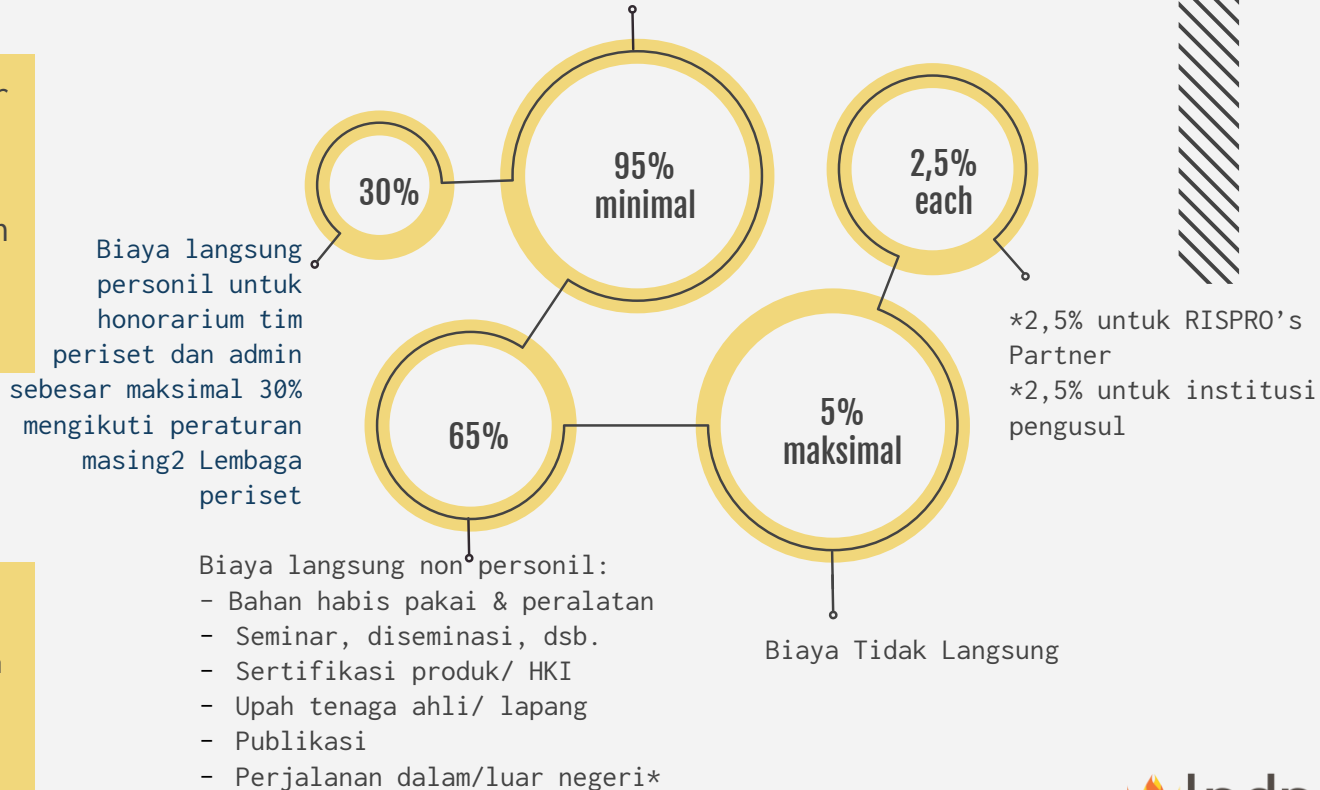 30%
95%
minimal
2,5%
each
Biaya langsung
personil untuk
honorarium tim
periset dan admin
sebesar maksimal 30%
mengikuti peraturan
masing2 Lembaga
periset
*2,5% untuk RISPRO’s
Partner
*2,5% untuk institusi
pengusul
65%
5%
maksimal
Biaya langsung non personil:
- Bahan habis pakai & peralatan
- Seminar, diseminasi, dsb.
- Sertifikasi produk/ HKI
- Upah tenaga ahli/ lapang
- Publikasi
- Perjalanan dalam/luar negeri*
Biaya Tidak Langsung